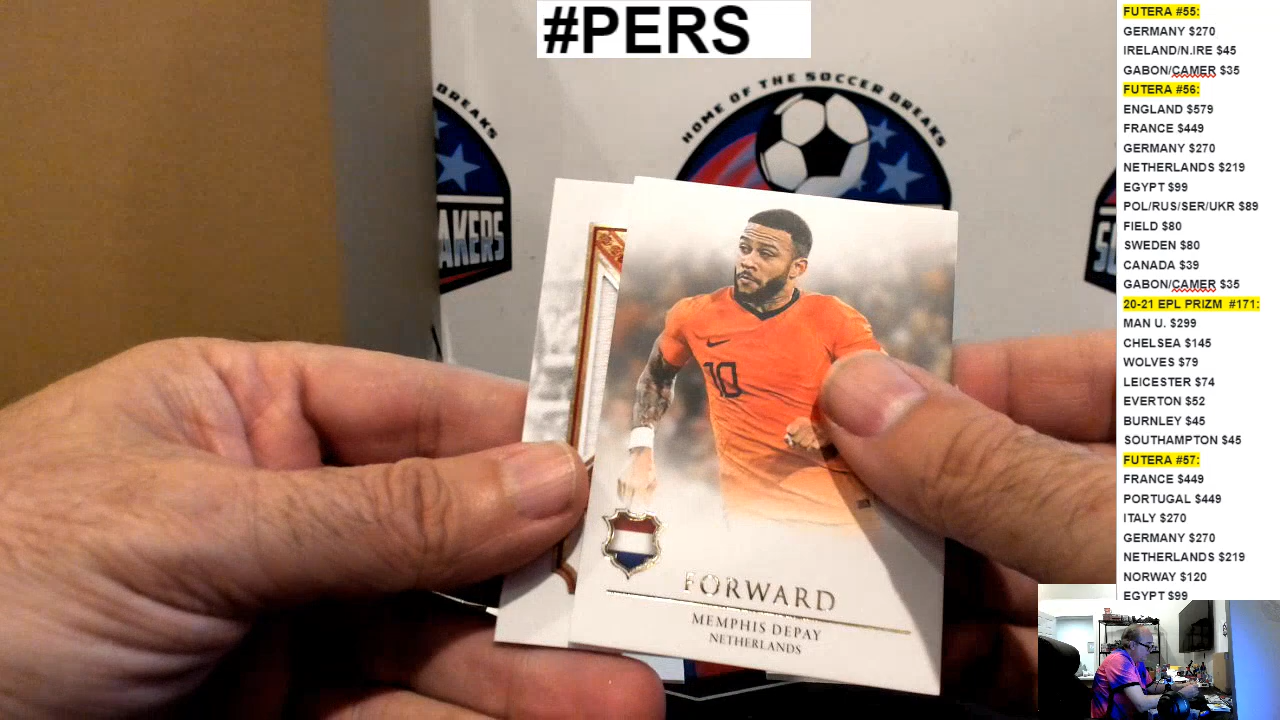 #PERS
HOME OF THE SOCCER BREAKS
BREAKS
AKERS
10
FORWARD
MEMPHIS DEPAY
NETHERLANDS
FUTERA #55:
GERMANY $270
IRELAND/N.IRE $45
GABON/CAMER $35
FUTERA #56:
ENGLAND $579
FRANCE $449
GERMANY $270
NETHERLANDS $219
EGYPT $99
POL/RUS/SER/UKR $89
FIELD $80
SWEDEN $80
CANADA $39
GABON/CAMER $35
20-21 EPL PRIZM #171:
MAN U. $299
CHELSEA $145
WOLVES $79
LEICESTER $74
EVERTON $52
BURNLEY $45
SOUTHAMPTON $45
FUTERA #57:
FRANCE $449
PORTUGAL $449
ITALY $270
GERMANY $270
NETHERLANDS $219
NORWAY $120
EGYPT $99